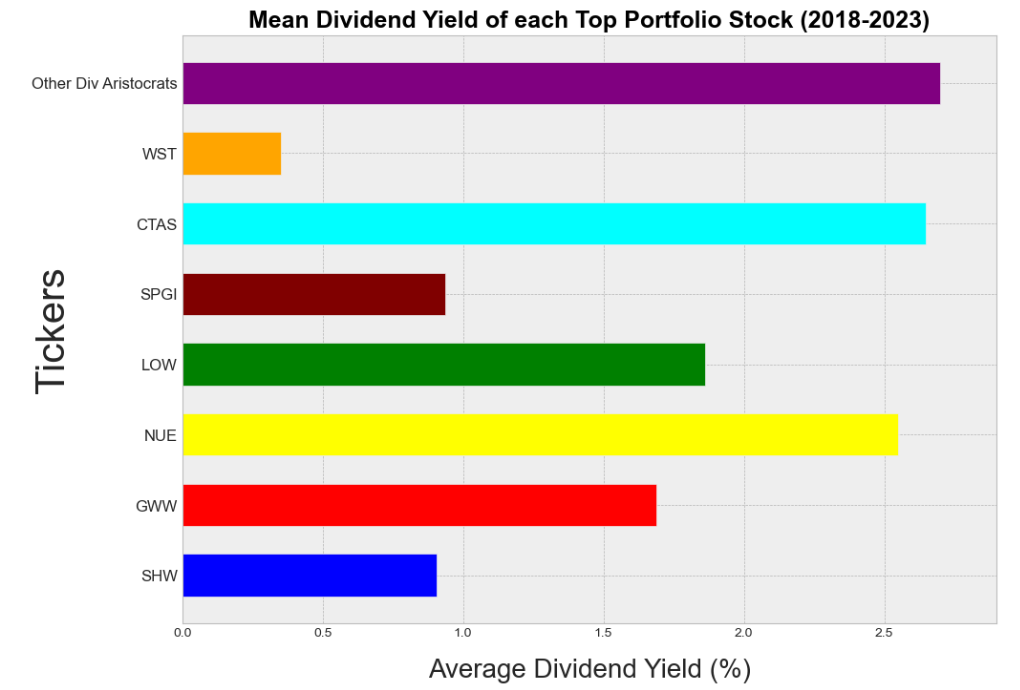 Mean Dividend Yield of each Top Portfolio Stock (2018-2023)
Other Div Aristocrats
WST
CTAS
SPGI
LOW
NUE
GWW
SHW
Tickers
0.0 0.5 1.0 1.5 2.0 2.5
Average Dividend Yield (%)